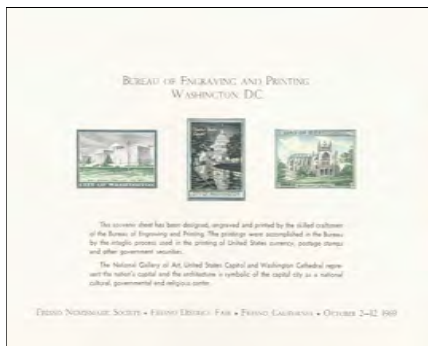 BUREAU OF ENGRAVING AND PRINTING
WASHINGTON D.C.
CITY OF WASHINGTON
This souvenir sheet has been designed, engraved and printed by the skilled craftsmen
of the Bureau of Engraving and Printing. The printings were accomplished in the Bureau
by the intaglio process used in the printing of United States currency, postage stamps
and other government securities.
The National Gallery of Art, United States Capitol and Washington Cathedral repre-
sent the nation's capital and the architecture is symbolic of the capital city as a national
cultural, governmental and religious center.
FRESNO NUMISMATIC SOCIETY • FRESNO DISTRICT FAIR • FRESNO, CALIFORNIA • OCTOBER 2–12, 1969